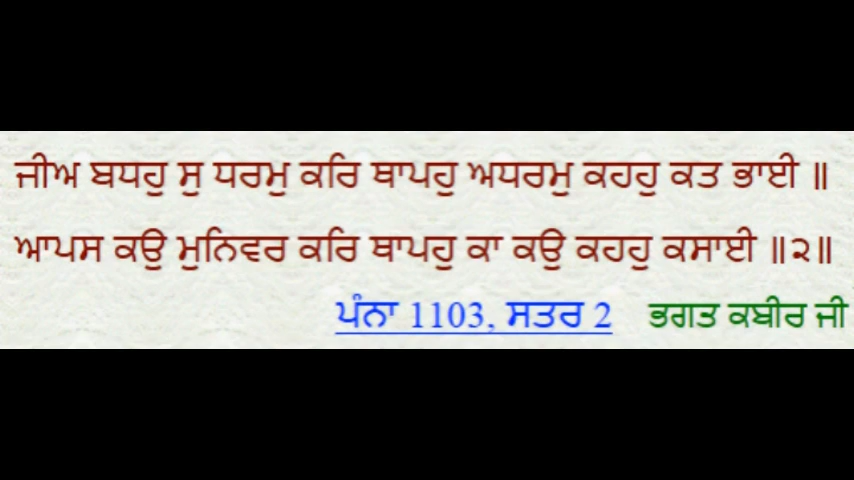 ਜੀਅ ਬਧਹੁ ਸੁ ਧਰਮੁ ਕਰਿ ਥਾਪਹੁ ਅਧਰਮੁ ਕਹਹੁ ਕਤ ਭਾਈ ॥
ਆਪਸ ਕਉ ਮੁਨਿਵਰ ਕਰਿ ਥਾਪਹੁ ਕਾ ਕਉ ਕਹਹੁ ਕਸਾਈ ॥੨॥
ਪੰਨਾ 1103, ਸਤਰ 2 ਭਗਤ ਕਬੀਰ ਜੀ